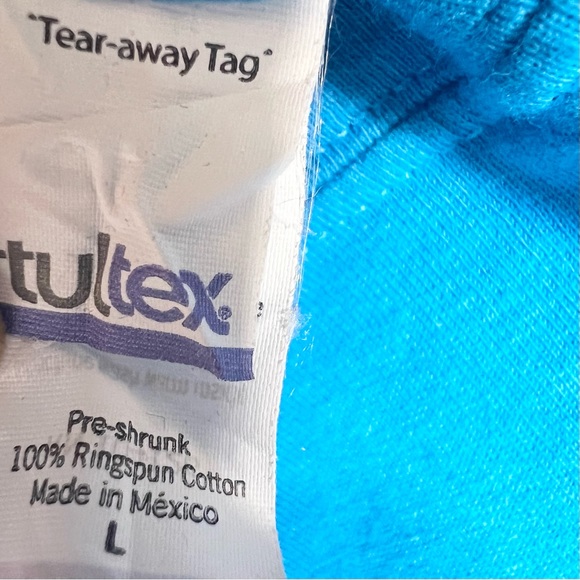 "Tear-away Tag"
tultex®
Pre-shrunk
100% Ringspun Cotton
Made in México
L